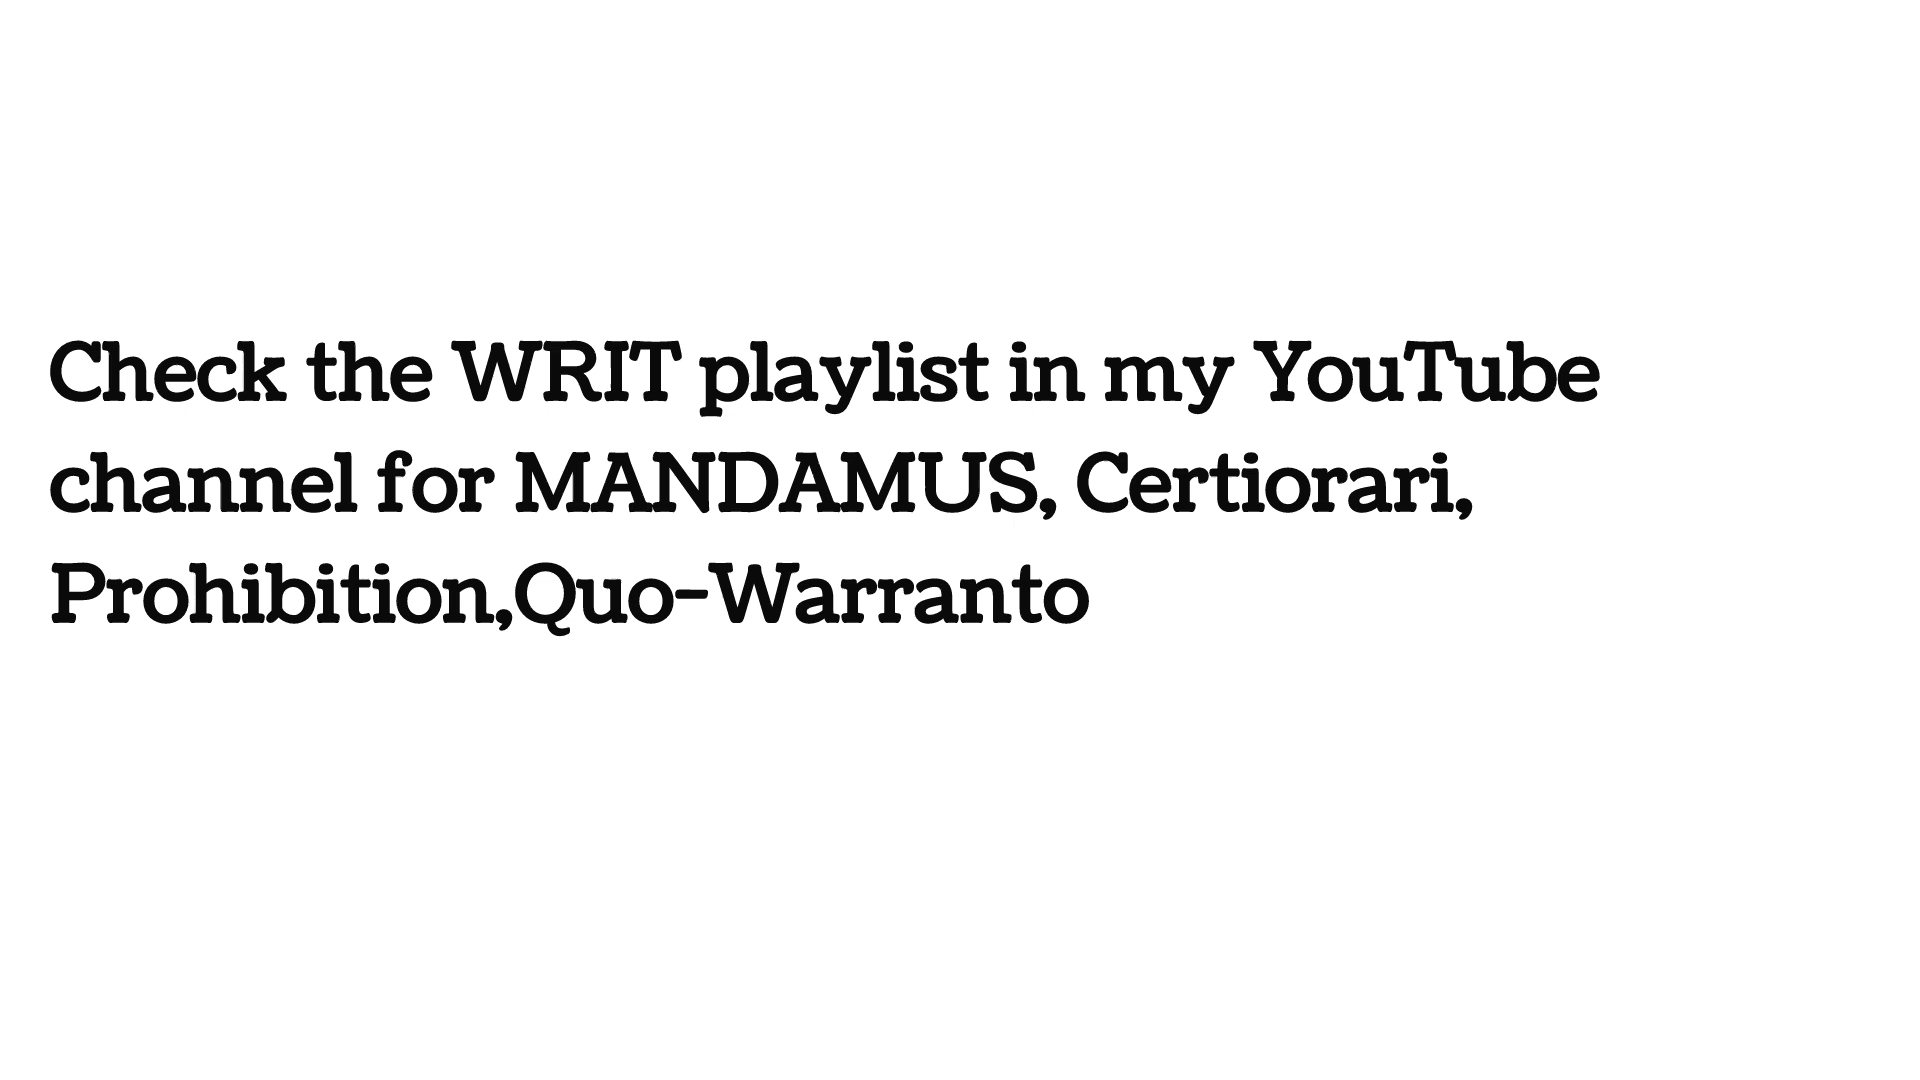 Check the WRIT playlist in my YouTube
channel for MANDAMUS, Certiorari,
Prohibition,Quo-Warranto